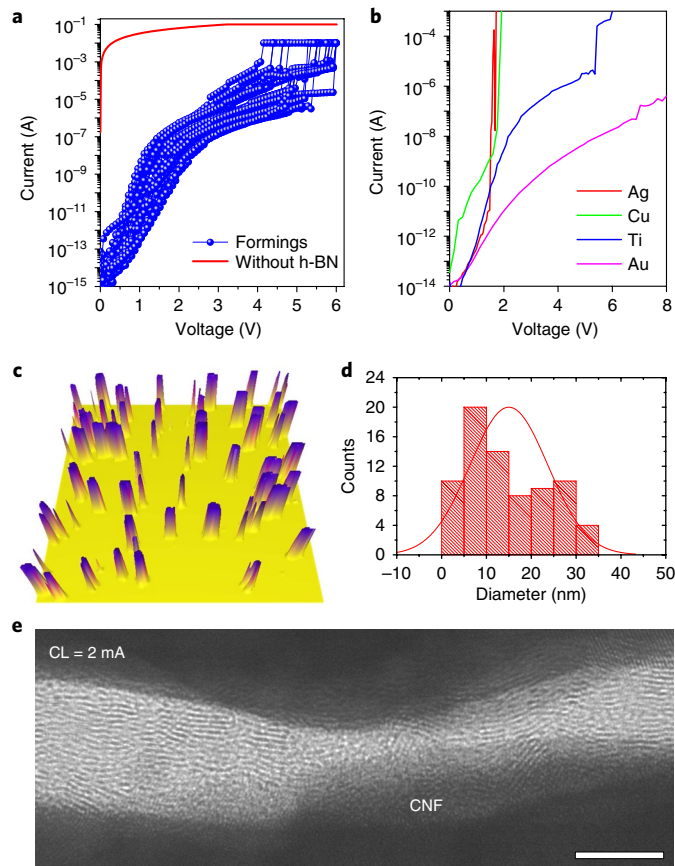 a
Current (A)
10⁻¹
10⁻³
10⁻⁵
10⁻⁷
10⁻⁹
10⁻¹¹
10⁻¹³
10⁻¹⁵
Formings
Without h-BN
0 1 2 3 4 5 6
Voltage (V)
b
Current (A)
10⁻⁴
10⁻⁶
10⁻⁸
10⁻¹⁰
10⁻¹²
10⁻¹⁴
Ag
Cu
Ti
Au
0 2 4 6 8
Voltage (V)
c
d
Counts
24
20
16
12
8
4
0
–10 0 10 20 30 40 50
Diameter (nm)
e
CL = 2 mA
CNF